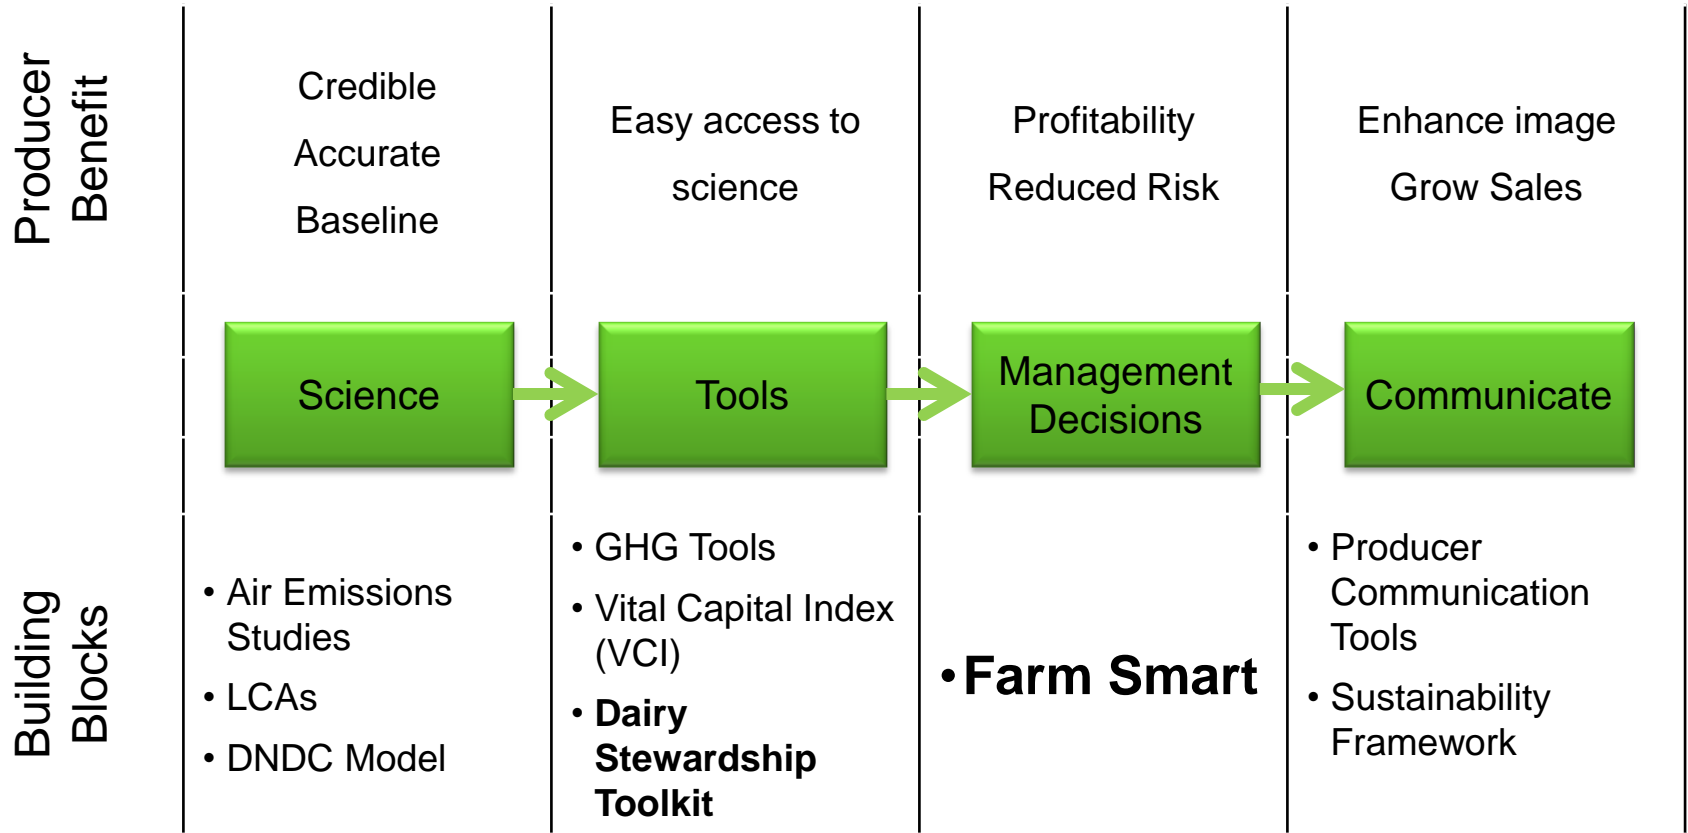 Producer
Benefit
Credible
Accurate
Baseline
Easy access to
science
Profitability
Reduced Risk
Enhance image
Grow Sales
Science
Tools
Management
Decisions
Communicate
Building
Blocks
• Air Emissions
Studies
• LCAs
• DNDC Model
• GHG Tools
• Vital Capital Index
(VCI)
• Dairy
Stewardship
Toolkit
• Farm Smart
• Producer
Communication
Tools
• Sustainability
Framework